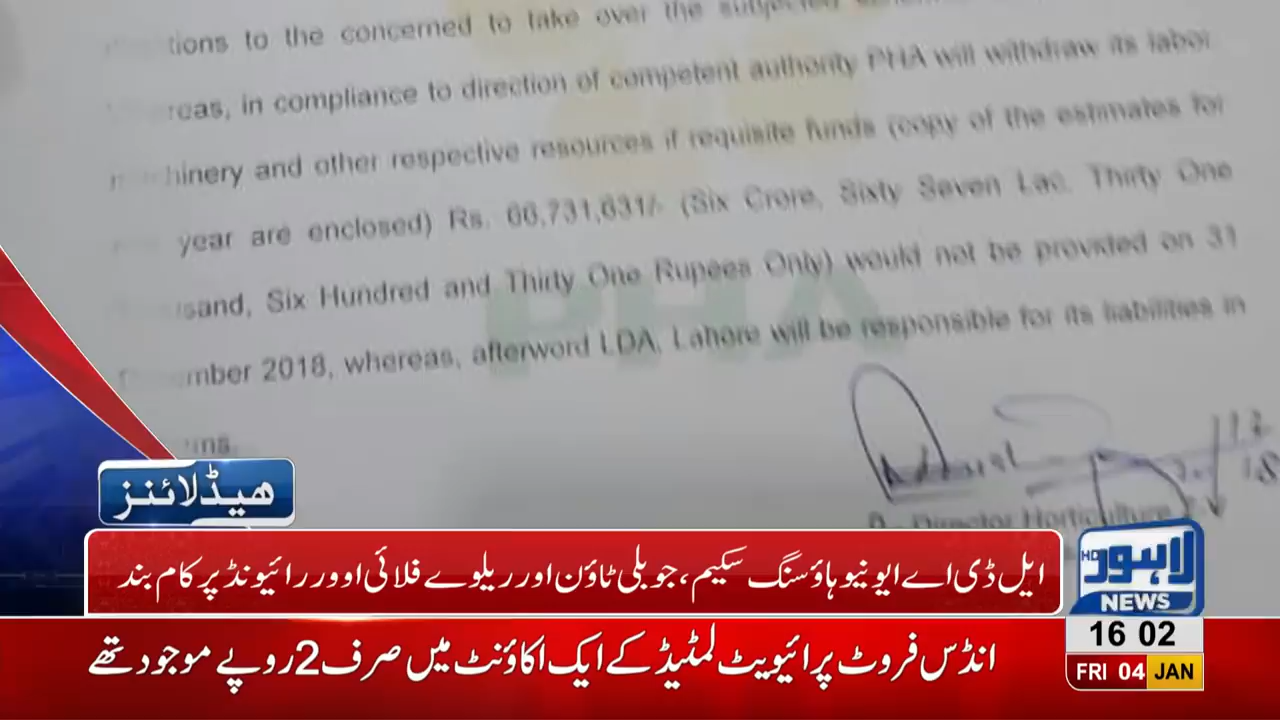 to the concerned to take over the
in compliance to direction of competent authority PHA will withdraw its labor
and other respective resources if requisite funds (copy of the estimates for
year are enclosed) Rs. 66,731,631/- (Six Crore, Sixty Seven Lac, Thirty One
Six Hundred and Thirty One Rupees Only) would not be provided on 31
2018, whereas, afterword LDA, Lahore will be responsible for its liabilities in
PHA
Director Horticulture
ہیڈلائنز
ایل ڈی اے ایونیو ہاؤسنگ سکیم، جوبلی ٹاؤن اور ریلوے فلائی اوور رائیونڈ پر کام بند
HD لاہور
NEWS
16 02
FRI 04 JAN
انڈس فروٹ پرائیویٹ لمٹیڈ کے ایک اکاؤنٹ میں صرف 2 روپے موجود تھے